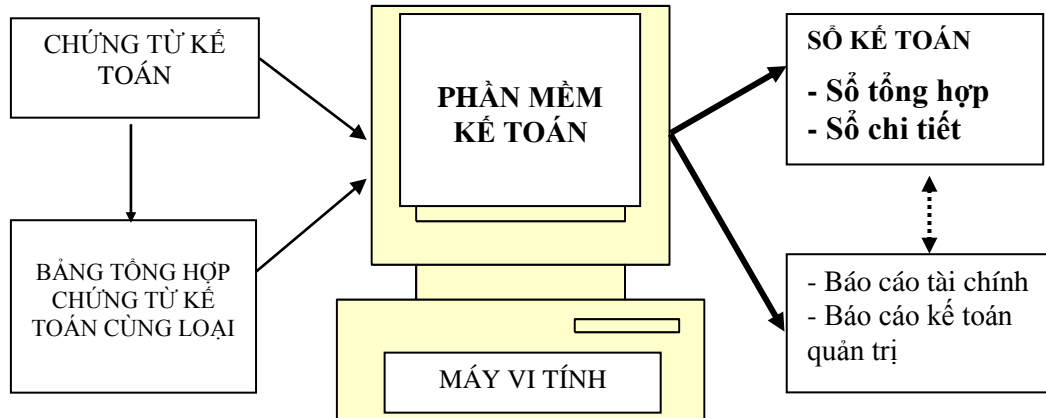 CHỨNG TỪ KẾ
TOÁN
BẢNG TỔNG HỢP
CHỨNG TỪ KẾ
TOÁN CÙNG LOẠI
PHẦN MỀM
KẾ TOÁN
MÁY VI TÍNH
SỔ KẾ TOÁN
- Sổ tổng hợp
- Sổ chi tiết
- Báo cáo tài chính
- Báo cáo kế toán
quản trị